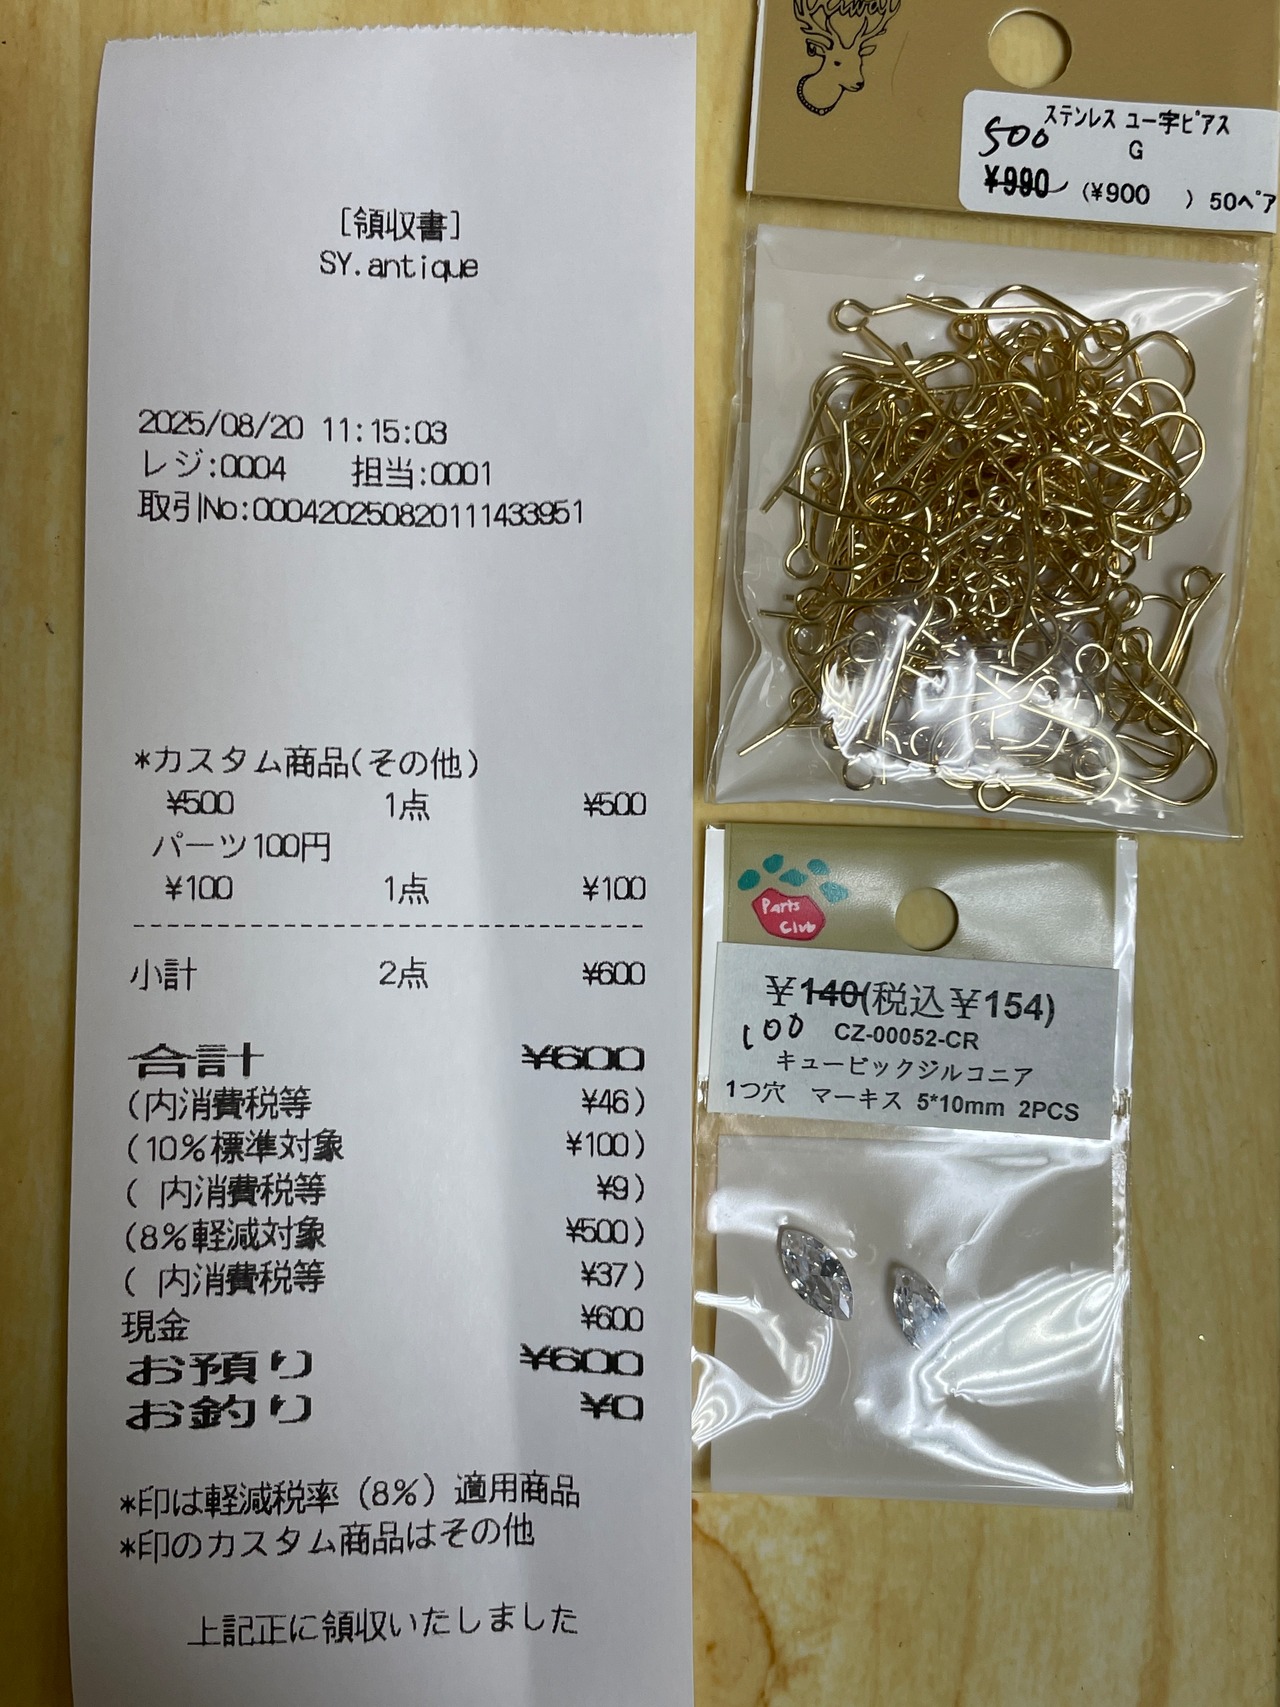 [領収書]
SY.antique
2025/08/20 11:15:03
レジ:0004 担当:0001
取引No:0004202508201114339​51
*カスタム商品(その他)
¥500 1点 ¥500
パーツ100円
¥100 1点 ¥100
小計 2点 ¥600
合計 ¥600
(内消費税等 ¥46)
(10%標準対象 ¥100)
( 内消費税等 ¥9)
(8%軽減対象 ¥500)
( 内消費税等 ¥37)
現金 ¥600
お預り ¥600
お釣り ¥0
*印は軽減税率(8%)適用商品
*印のカスタム商品はその他
上記正に領収いたしました
ステンレス ユー字ピアス
500 G
¥990 (¥900 ) 50ペア
Parts
Club
¥140(税込¥154)
100 CZ-00052-CR
キュービックジルコニア
1つ穴 マーキス 5*10mm 2PCS